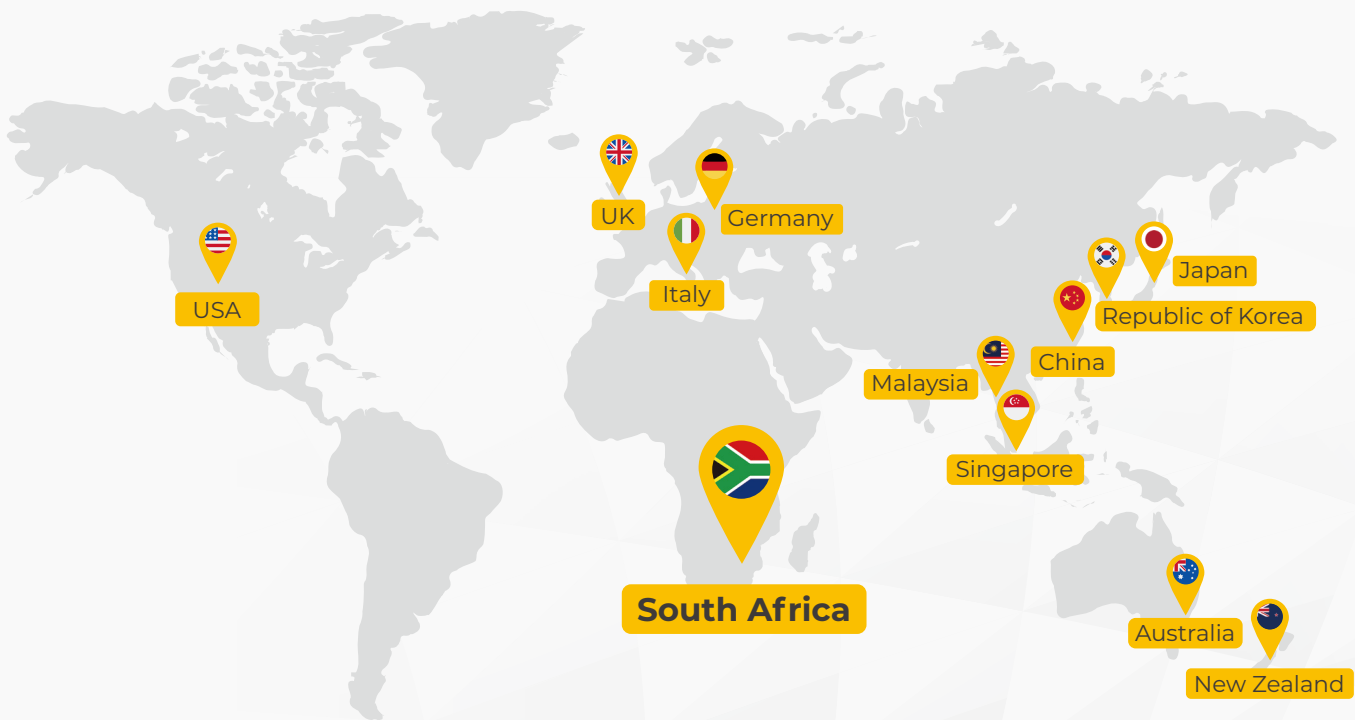 UK
Germany
Japan
Italy
USA
Republic of Korea
China
Malaysia
Singapore
South Africa
Australia
New Zealand